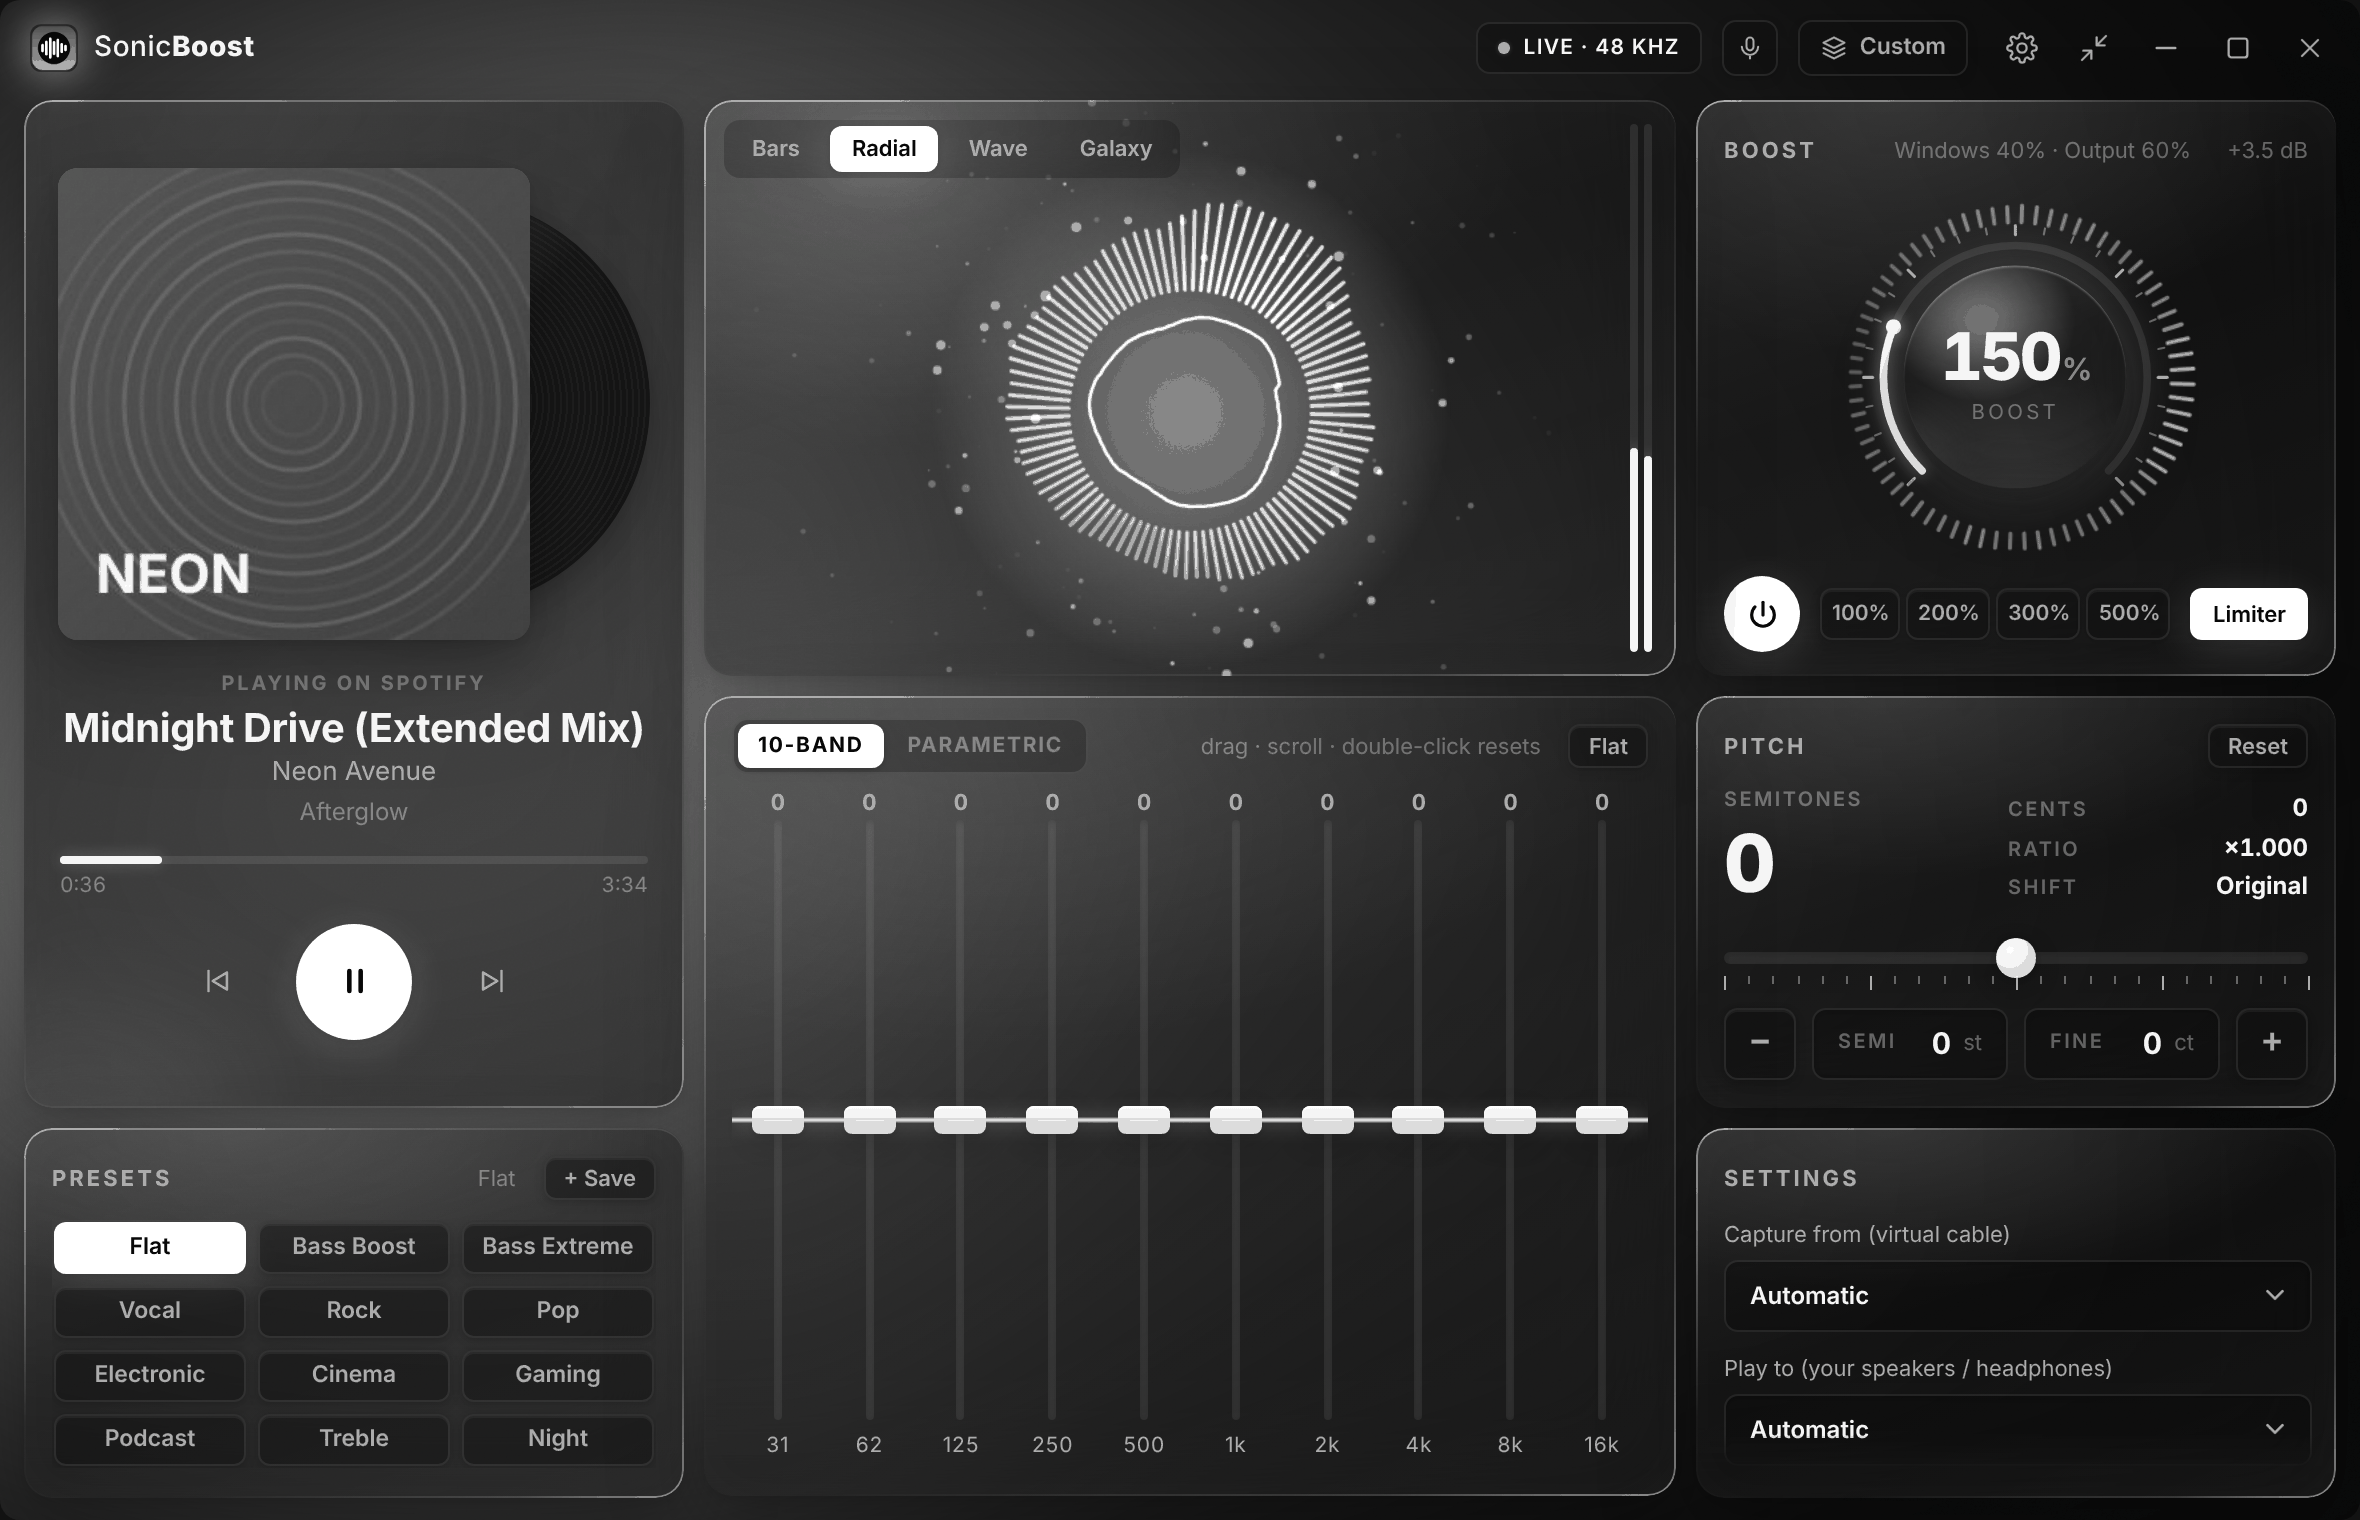 SonicBoost
LIVE · 48 KHZ
Custom
NEON
PLAYING ON SPOTIFY
Midnight Drive (Extended Mix)
Neon Avenue
Afterglow
0:36 3:34
PRESETS Flat + Save
Flat Bass Boost Bass Extreme
Vocal Rock Pop
Electronic Cinema Gaming
Podcast Treble Night
Bars Radial Wave Galaxy
10-BAND PARAMETRIC drag · scroll · double-click resets Flat
0 0 0 0 0 0 0 0 0 0
31 62 125 250 500 1k 2k 4k 8k 16k
BOOST Windows 40% · Output 60% +3.5 dB
150%
BOOST
100% 200% 300% 500% Limiter
PITCH Reset
SEMITONES
0
CENTS 0
RATIO ×1.000
SHIFT Original
− SEMI 0 st FINE 0 ct +
SETTINGS
Capture from (virtual cable)
Automatic
Play to (your speakers / headphones)
Automatic